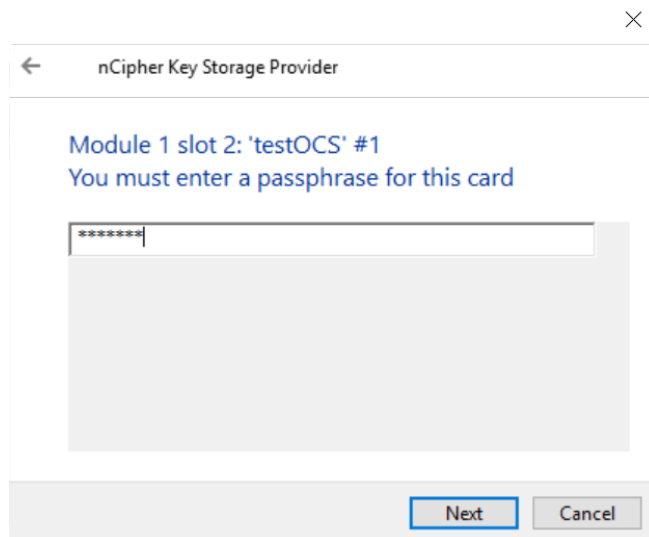 nCipher Key Storage Provider
Module 1 slot 2: 'testOCS' #1
You must enter a passphrase for this card
*******
Next
Cancel